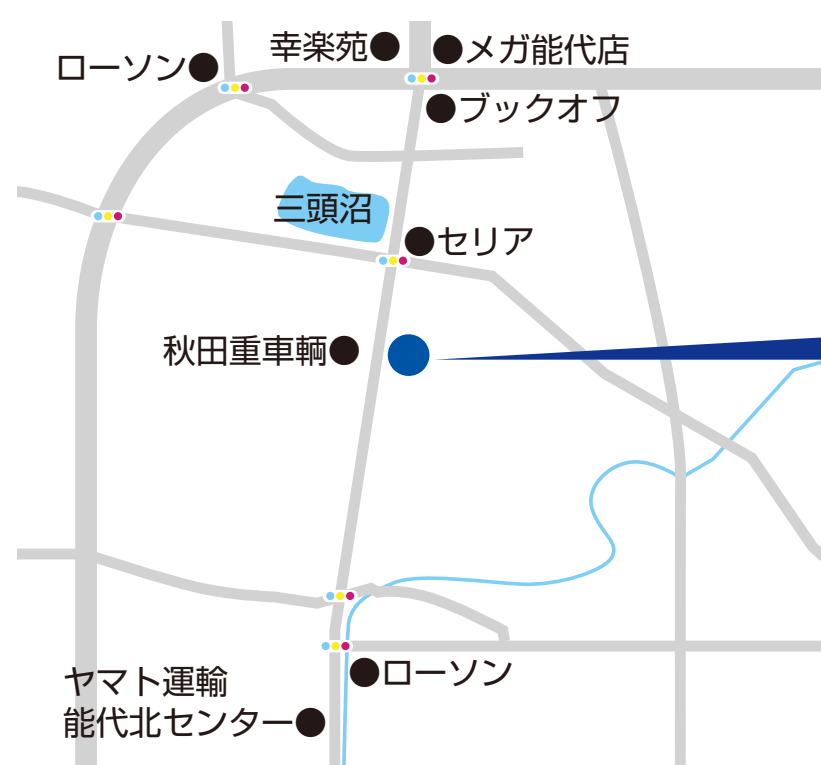 幸楽苑
メガ能代店
ローソン
ブックオフ
三頭沼
セリア
秋田重車輌
ローソン
ヤマト運輸
能代北センター